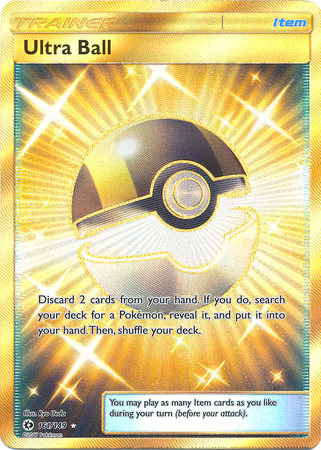 TRAINER
Item
Ultra Ball
Discard 2 cards from your hand. If you do, search
your deck for a Pokémon, reveal it, and put it into
your hand. Then, shuffle your deck.
Illus. Ryo Ueda
161/149
©2017 Pokémon
You may play as many Item cards as you like
during your turn (before your attack).